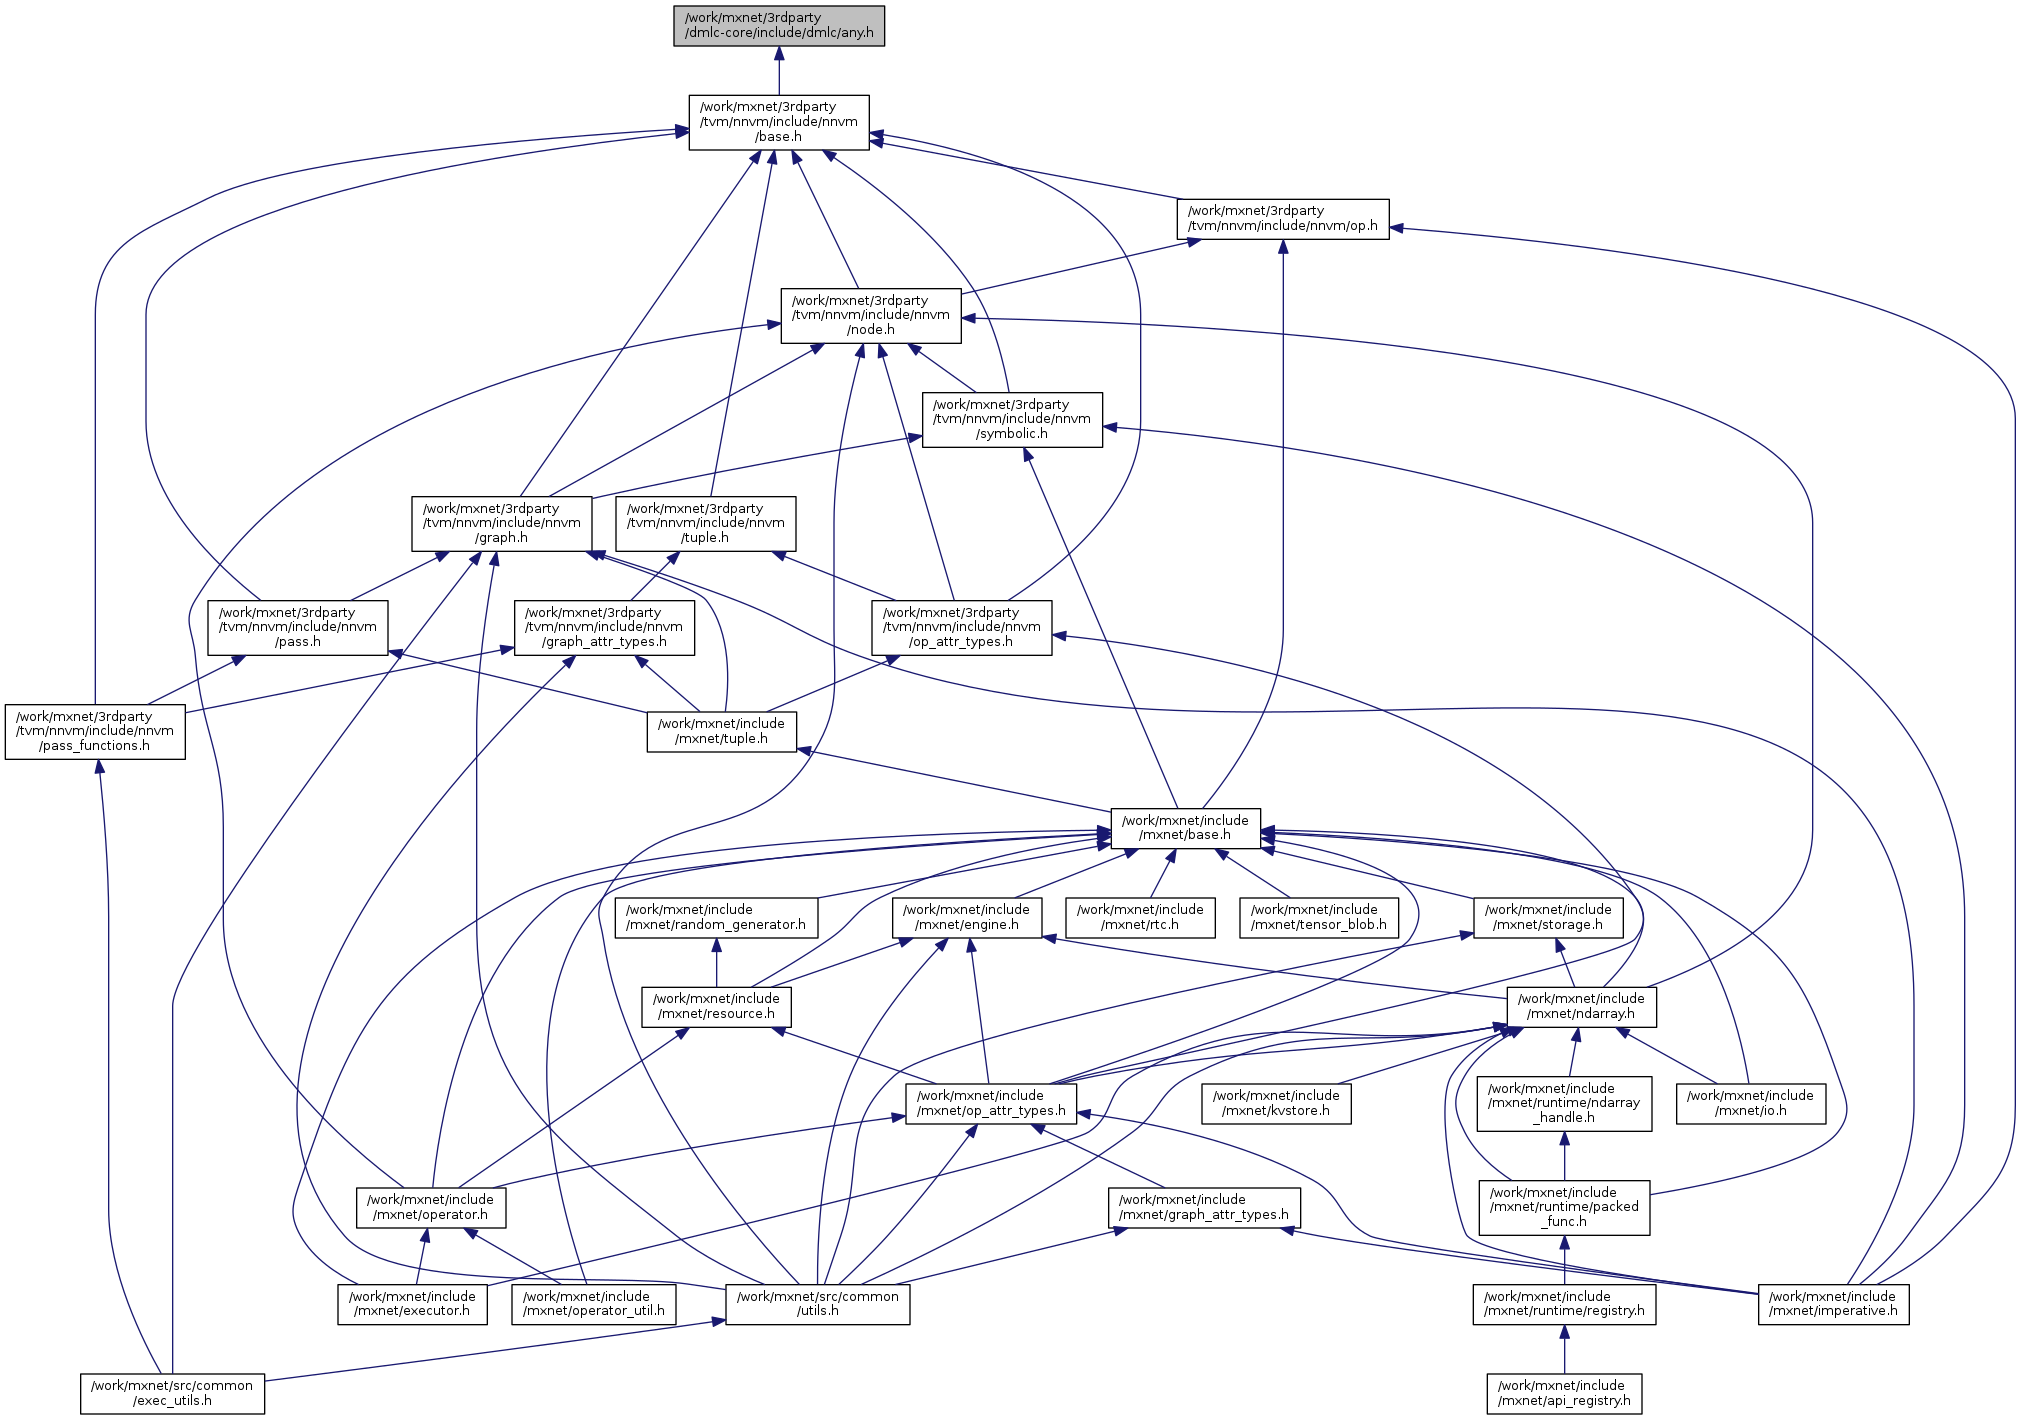 /work/mxnet/3rdparty
/dmlc-core/include/dmlc/any.h
/work/mxnet/3rdparty
/tvm/nnvm/include/nnvm
/base.h
/work/mxnet/3rdparty
/tvm/nnvm/include/nnvm/op.h
/work/mxnet/3rdparty
/tvm/nnvm/include/nnvm
/node.h
/work/mxnet/3rdparty
/tvm/nnvm/include/nnvm
/symbolic.h
/work/mxnet/3rdparty
/tvm/nnvm/include/nnvm
/graph.h
/work/mxnet/3rdparty
/tvm/nnvm/include/nnvm
/tuple.h
/work/mxnet/3rdparty
/tvm/nnvm/include/nnvm
/pass.h
/work/mxnet/3rdparty
/tvm/nnvm/include/nnvm
/graph_attr_types.h
/work/mxnet/3rdparty
/tvm/nnvm/include/nnvm
/op_attr_types.h
/work/mxnet/3rdparty
/tvm/nnvm/include/nnvm
/pass_functions.h
/work/mxnet/include
/mxnet/tuple.h
/work/mxnet/include
/mxnet/base.h
/work/mxnet/include
/mxnet/random_generator.h
/work/mxnet/include
/mxnet/engine.h
/work/mxnet/include
/mxnet/rtc.h
/work/mxnet/include
/mxnet/tensor_blob.h
/work/mxnet/include
/mxnet/storage.h
/work/mxnet/include
/mxnet/resource.h
/work/mxnet/include
/mxnet/ndarray.h
/work/mxnet/include
/mxnet/op_attr_types.h
/work/mxnet/include
/mxnet/kvstore.h
/work/mxnet/include
/mxnet/runtime/ndarray
_handle.h
/work/mxnet/include
/mxnet/io.h
/work/mxnet/include
/mxnet/operator.h
/work/mxnet/include
/mxnet/graph_attr_types.h
/work/mxnet/include
/mxnet/runtime/packed
_func.h
/work/mxnet/include
/mxnet/executor.h
/work/mxnet/include
/mxnet/operator_util.h
/work/mxnet/src/common
/utils.h
/work/mxnet/include
/mxnet/runtime/registry.h
/work/mxnet/include
/mxnet/imperative.h
/work/mxnet/src/common
/exec_utils.h
/work/mxnet/include
/mxnet/api_registry.h